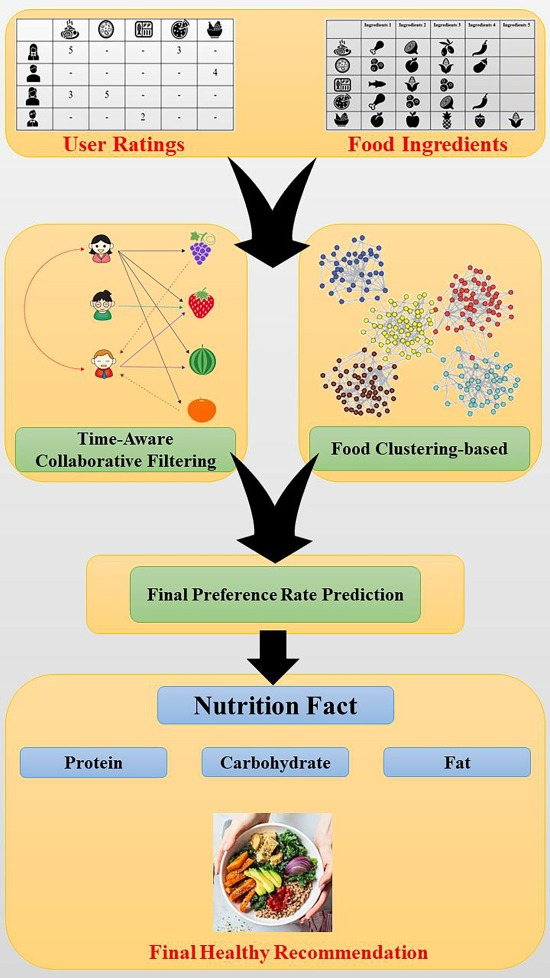 Ingredients 1 Ingredients 2 Ingredients 3 Ingredients 4 Ingredients 5
5 - - 3 -
- - - - 4
3 5 - - -
- - 2 - -
User Ratings
Food Ingredients
Time-Aware
Collaborative Filtering
Food Clustering-based
Final Preference Rate Prediction
Nutrition Fact
Protein
Carbohydrate
Fat
Final Healthy Recommendation